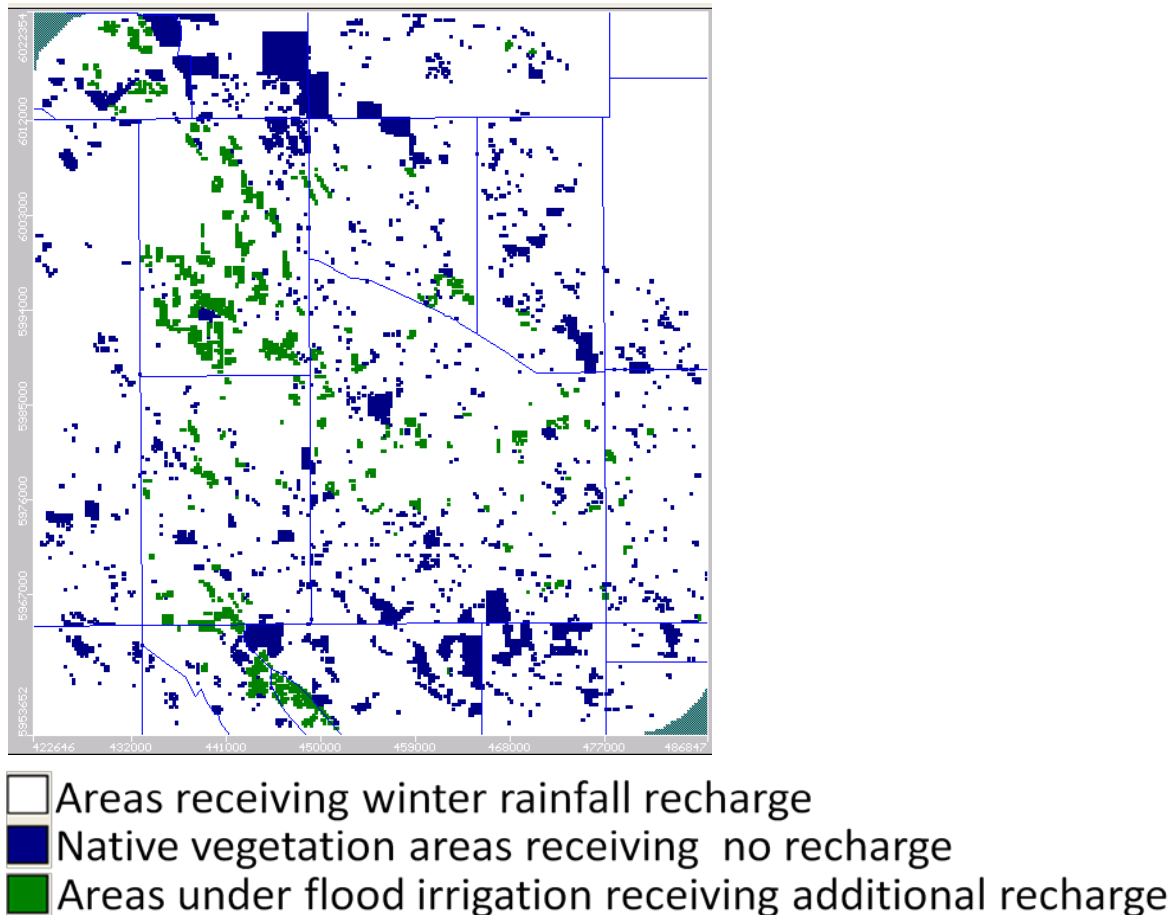 6022354
6012000
6003000
5994000
5985000
5976000
5967000
5953652
422646 432000 441000 450000 459000 468000 477000 486847
Areas receiving winter rainfall recharge
Native vegetation areas receiving no recharge
Areas under flood irrigation receiving additional recharge